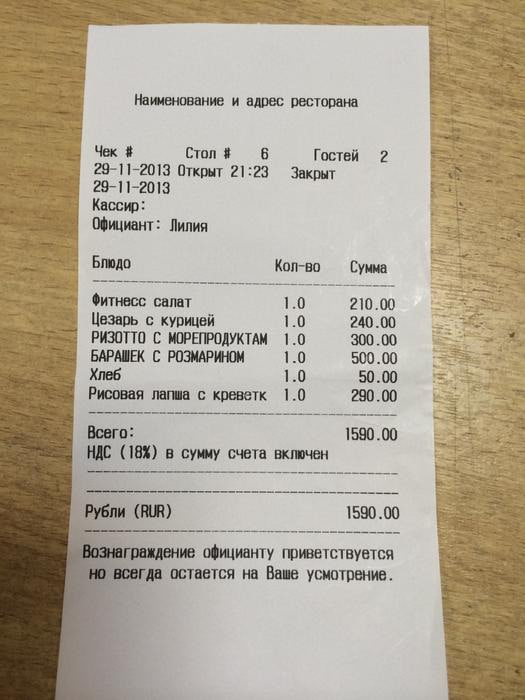 Наименование и адрес ресторана
Чек # Стол # 6 Гостей 2
29-11-2013 Открыт 21:23 Закрыт
29-11-2013
Кассир:
Официант: Лилия
Блюдо Кол-во Сумма
Фитнесс салат 1.0 210.00
Цезарь с курицей 1.0 240.00
РИЗОТТО С МОРЕПРОДУКТАМ 1.0 300.00
БАРАШЕК С РОЗМАРИНОМ 1.0 500.00
Хлеб 1.0 50.00
Рисовая лапша с креветк 1.0 290.00
Всего: 1590.00
НДС (18%) в сумму счета включен
Рубли (RUR) 1590.00
Вознаграждение официанту приветствуется
но всегда остается на Ваше усмотрение.